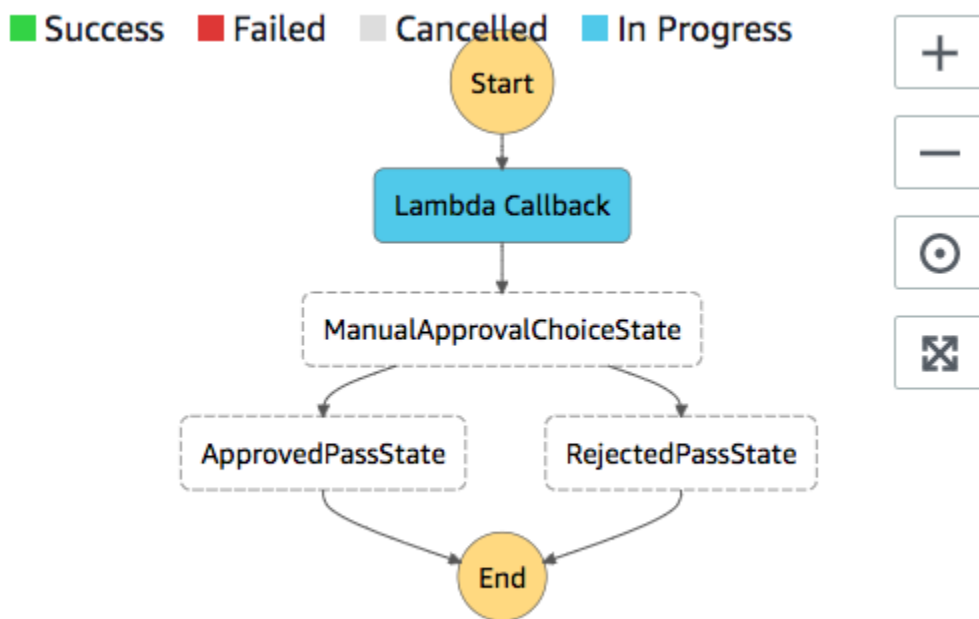 Success Failed Cancelled In Progress
Start
Lambda Callback
ManualApprovalChoiceState
ApprovedPassState RejectedPassState
End